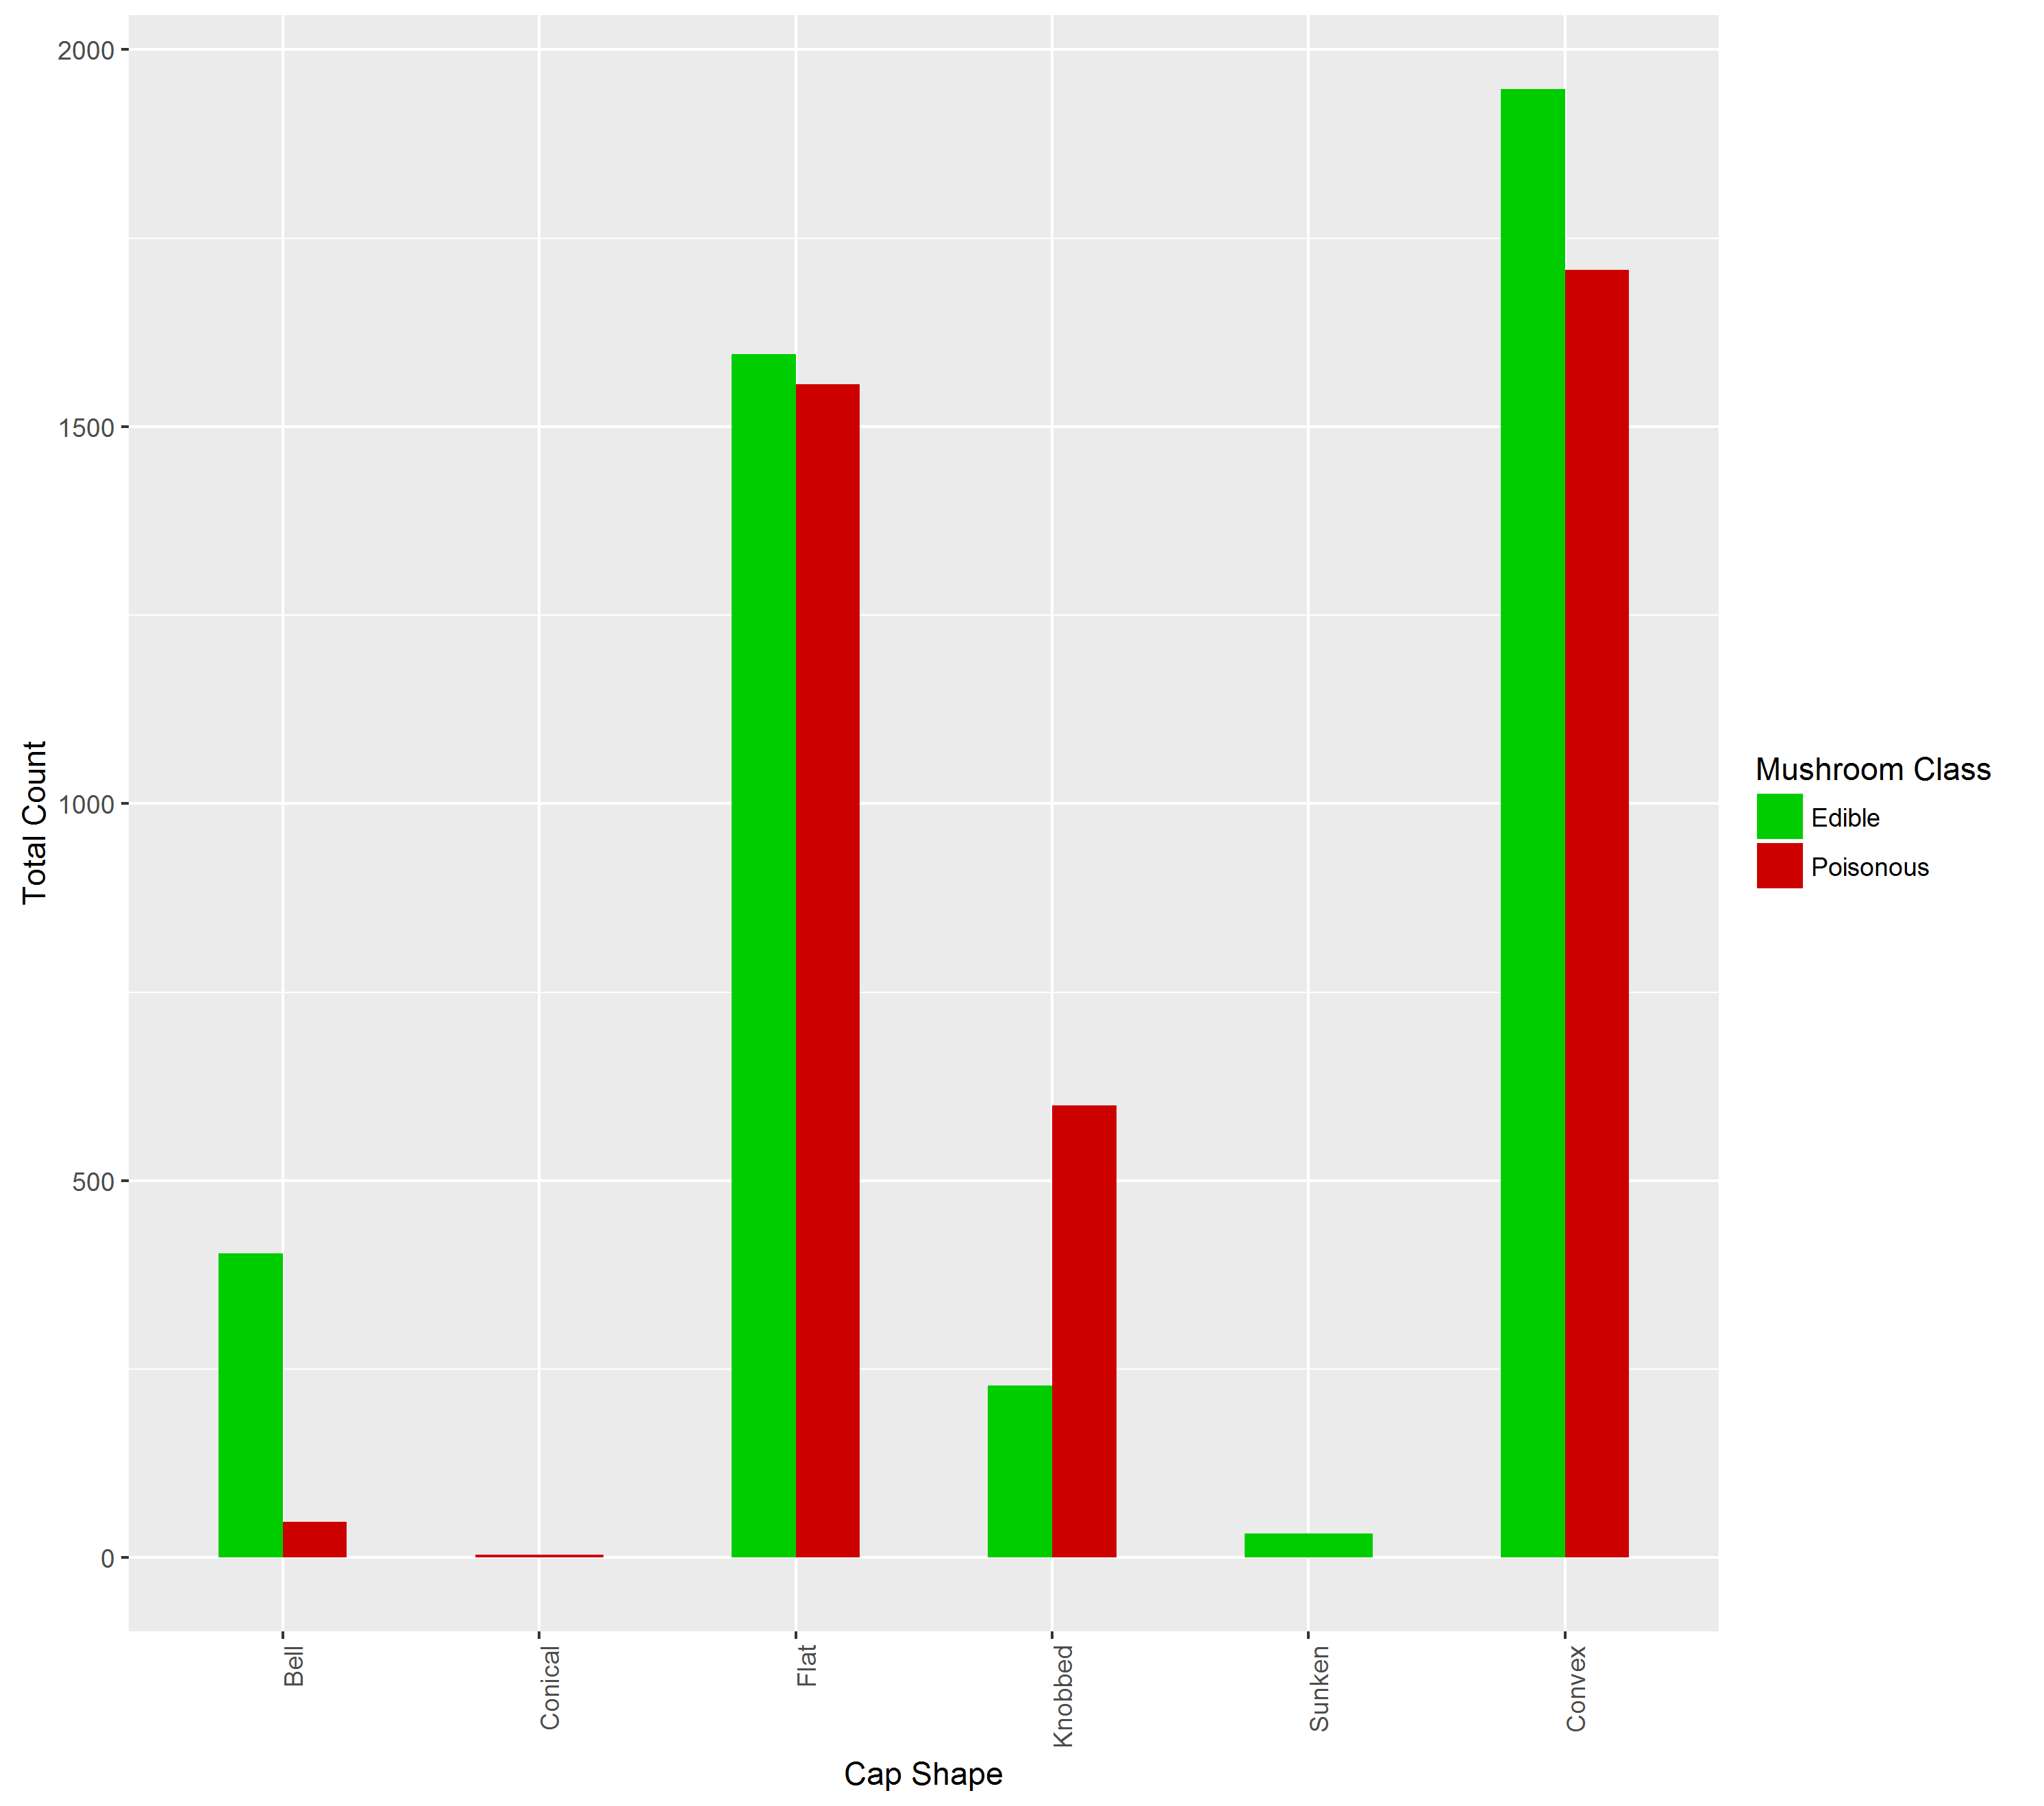 2000
1500
1000
500
0
Total Count
Bell
Conical
Flat
Knobbed
Sunken
Convex
Cap Shape
Mushroom Class
Edible
Poisonous